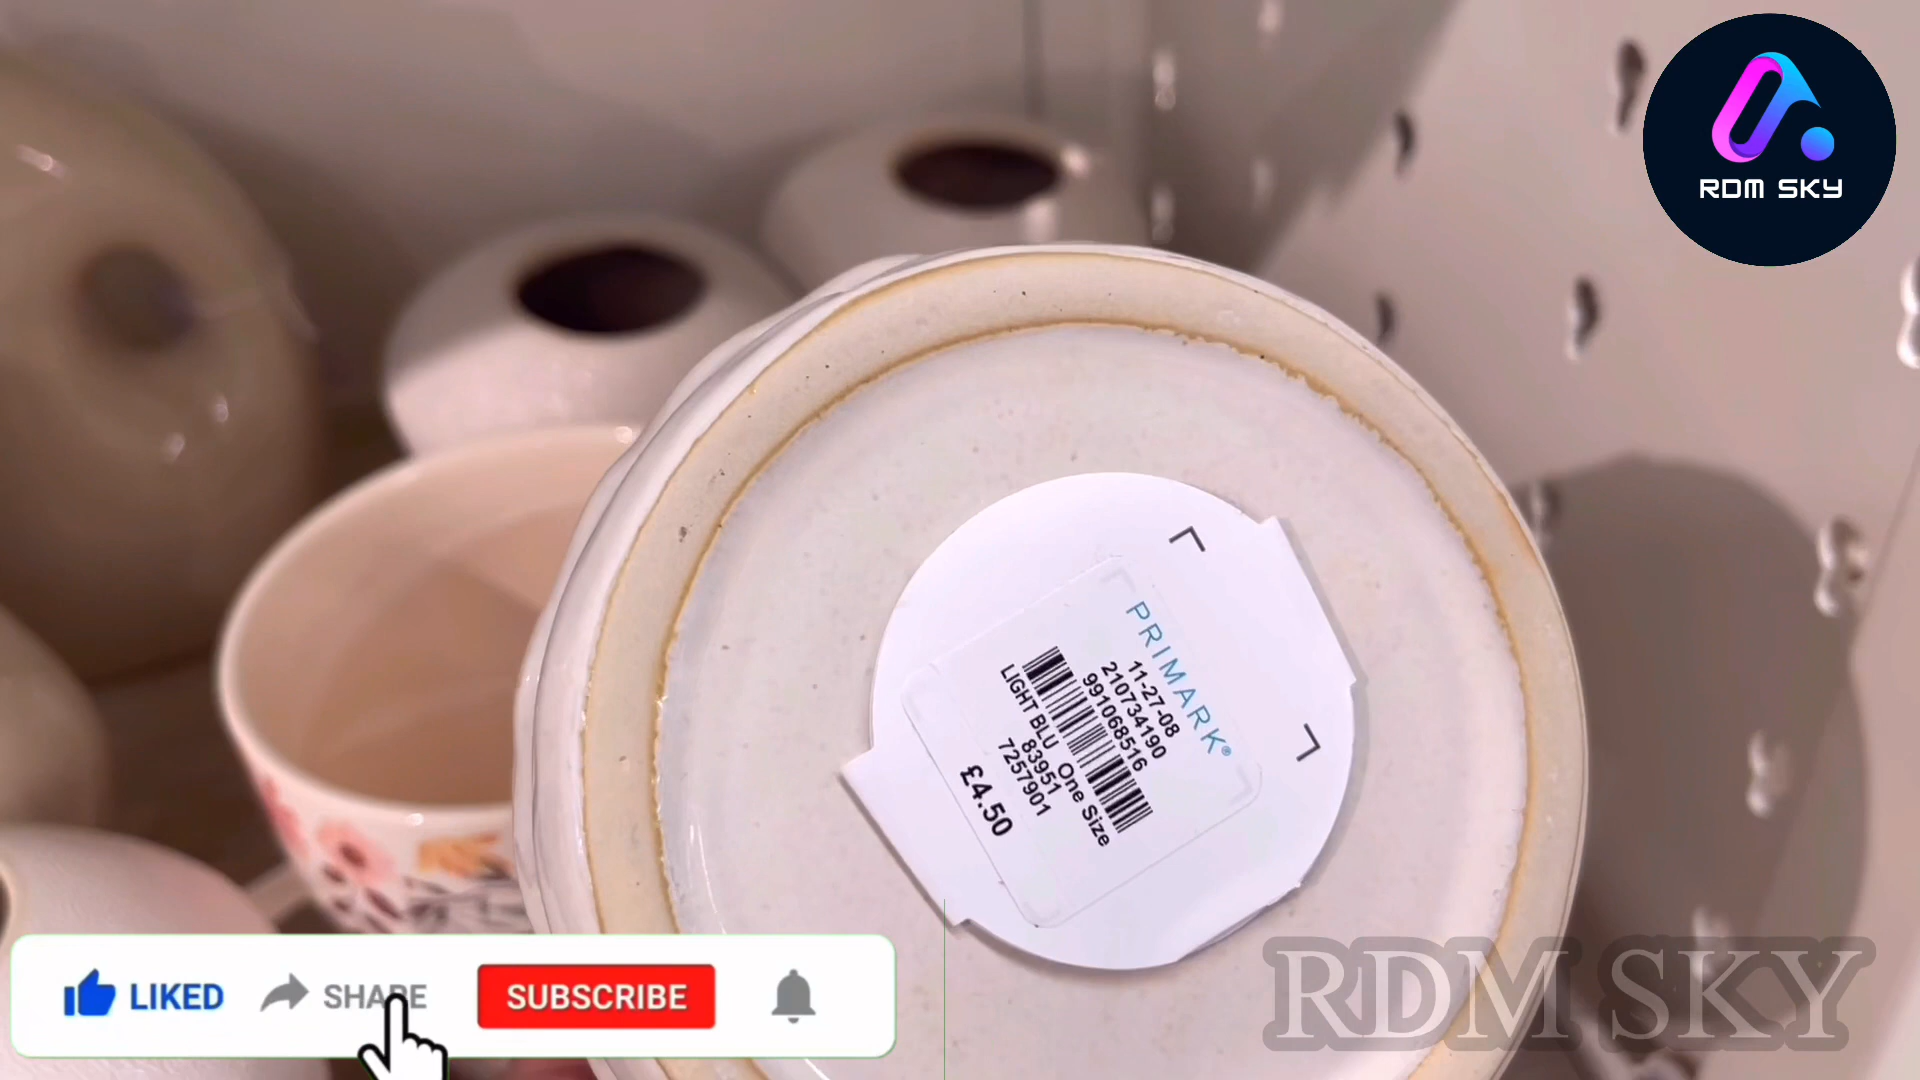 RDM SKY
PRIMARK®
11-27-08
210734190
991068516
LIGHT BLU One Size
83951
7257901
£4.50
LIKED
SHARE
SUBSCRIBE
RDM SKY